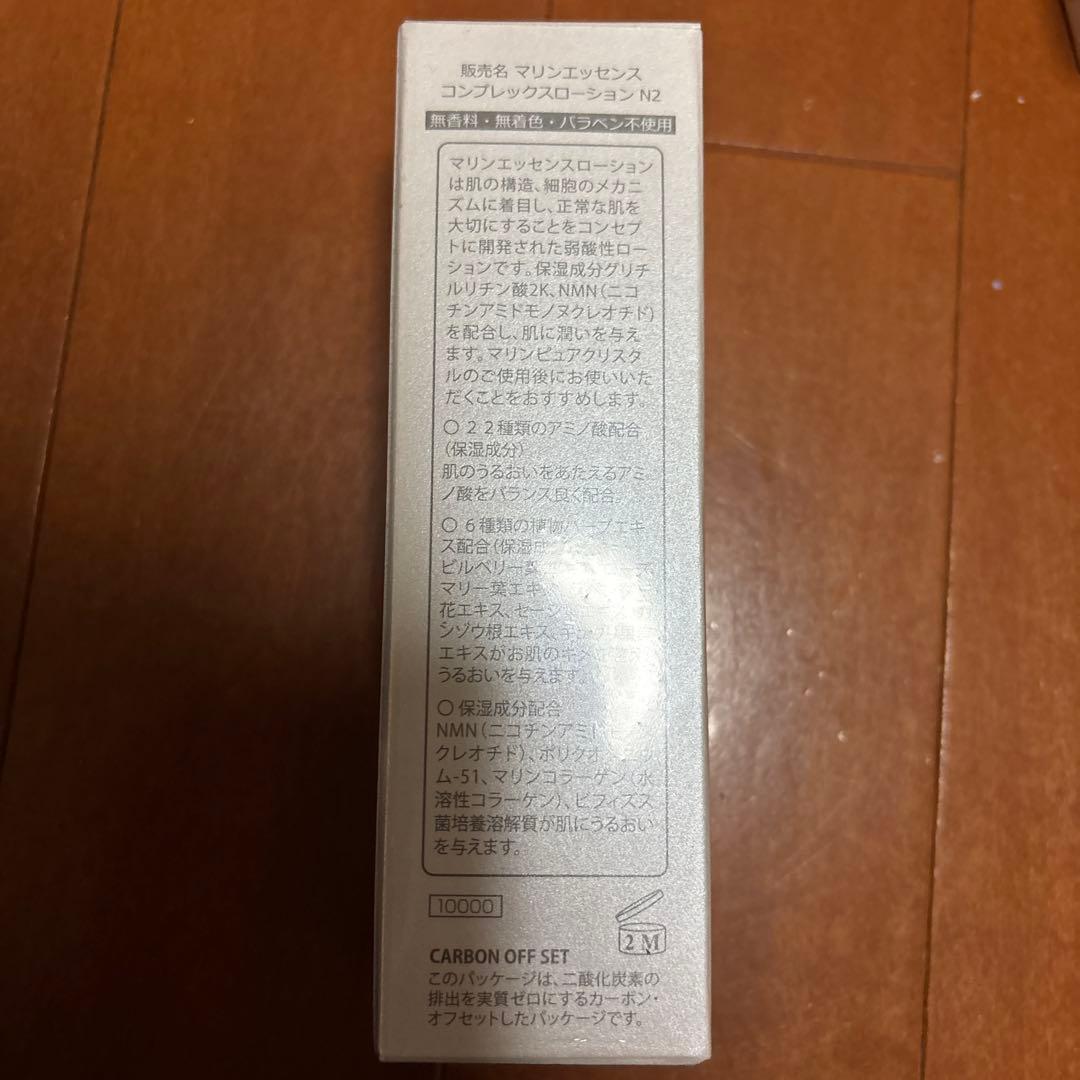 販売名 マリンエッセンス
コンプレックスローション N2
無香料・無着色・パラベン不使用
マリンエッセンスローション
は肌の構造、細胞のメカニ
ズムに着目し、正常な肌を
大切にすることをコンセプ
トに開発された弱酸性ロー
ションです。保湿成分グリチ
ルリチン酸2K、NMN(ニコ
チンアミドモノヌクレオチド)
を配合し、肌に潤いを与え
ます。マリンピュアクリスタ
ルのご使用後にお使いいた
だくことをおすすめします。
○22種類のアミノ酸配合
(保湿成分)
肌のうるおいをあたえるアミ
ノ酸をバランス良く配合。
○6種類の植物ハーブエキ
ス配合(保湿成
ビルベリー葉
マリー葉エキ
花エキス、セージ
シゾウ根エキス、
エキスがお肌のキメ
うるおいを与えます。
○保湿成分配合
NMN(ニコチンアミ
クレオチド)、ポリクオ
ム-51、マリンコラーゲン(水
溶性コラーゲン)、ビフィズス
菌培養溶解質が肌にうるおい
を与えます。
10000
2 M
CARBON OFF SET
このパッケージは、二酸化炭素の
排出を実質ゼロにするカーボン・
オフセットしたパッケージです。